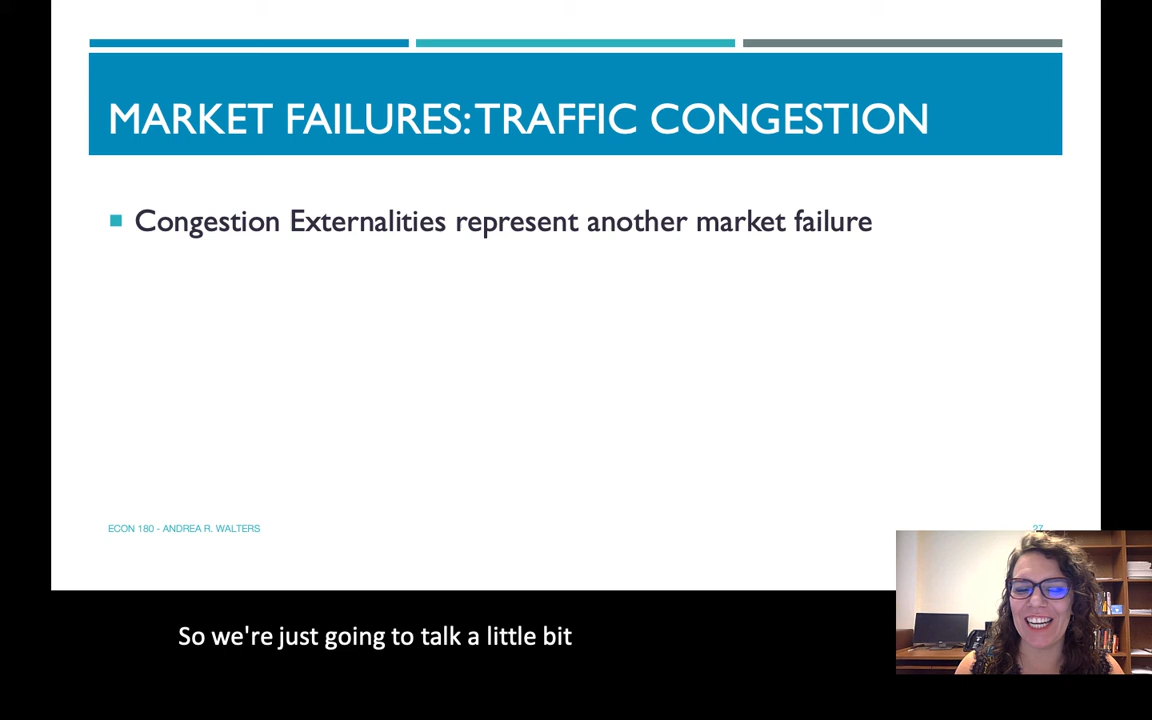 MARKET FAILURES: TRAFFIC CONGESTION
Congestion Externalities represent another market failure
ECON 180 - ANDREA R. WALTERS
27
So we're just going to talk a little bit